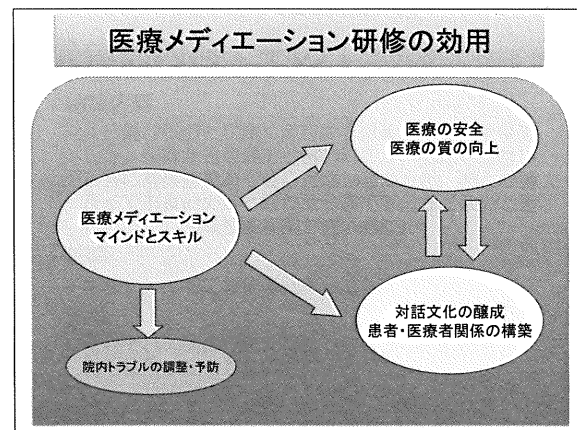 医療メディエーション研修の効用
医療の安全
医療の質の向上
医療メディエーション
マインドとスキル
対話文化の醸成
患者・医療者関係の構築
院内トラブルの調整・予防